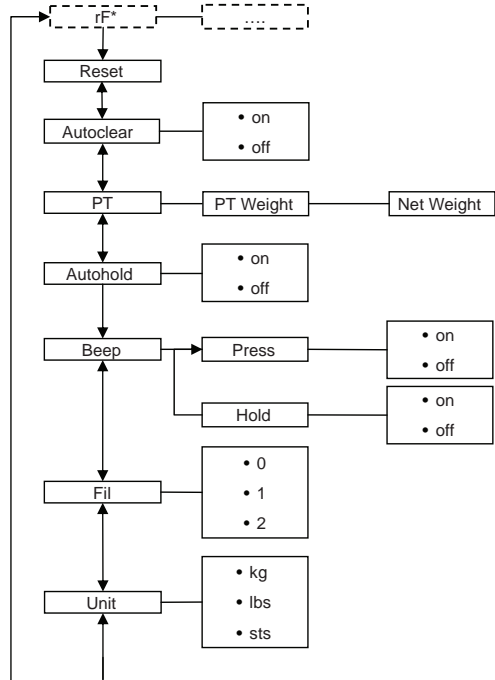 rF*
....
Reset
Autoclear
• on
• off
PT
PT Weight
Net Weight
Autohold
• on
• off
Beep
Press
• on
• off
Hold
• on
• off
Fil
• 0
• 1
• 2
Unit
• kg
• lbs
• sts